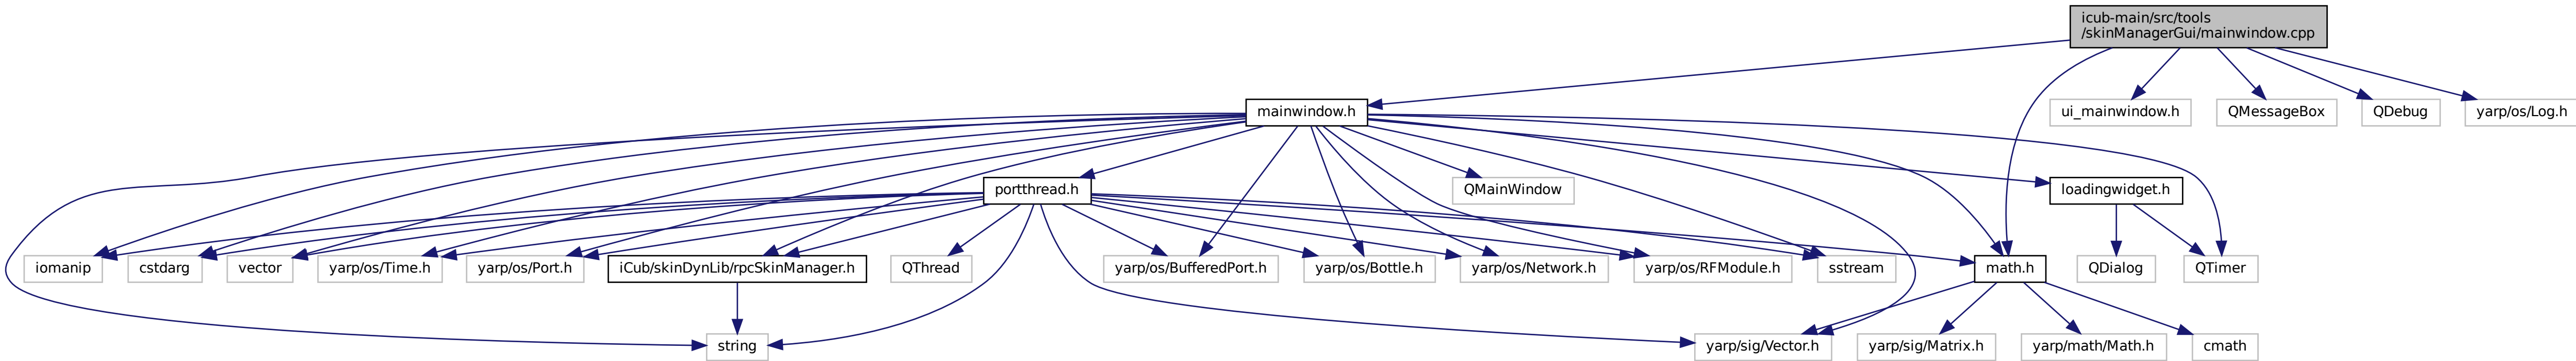 icub-main/src/tools
/skinManagerGui/mainwindow.cpp
mainwindow.h
ui_mainwindow.h
QMessageBox
QDebug
yarp/os/Log.h
portthread.h
QMainWindow
loadingwidget.h
iomanip
cstdarg
vector
yarp/os/Time.h
yarp/os/Port.h
iCub/skinDynLib/rpcSkinManager.h
QThread
yarp/os/BufferedPort.h
yarp/os/Bottle.h
yarp/os/Network.h
yarp/os/RFModule.h
sstream
math.h
QDialog
QTimer
string
yarp/sig/Vector.h
yarp/sig/Matrix.h
yarp/math/Math.h
cmath